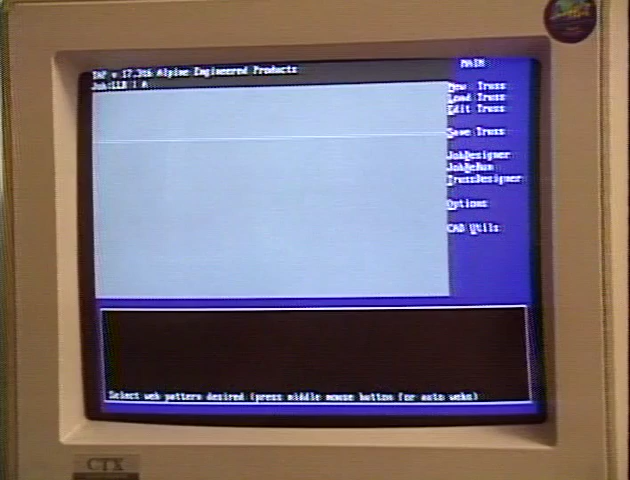 Alpine Engineered Products
MAIN
New Truss
Load Truss
Edit Truss
Save Truss
JobDesigner
JobReRun
TrussDesigner
Options
CAD Utils
Select web pattern desired (press middle mouse button for auto webs)
CTX